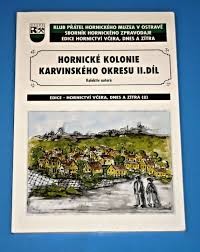 KLUB PŘÁTEL HORNICKÉHO MUZEA V OSTRAVĚ
SBORNÍK HORNICKÉHO ZPRAVODAJE
EDICE HORNICTVÍ VČERA, DNES A ZÍTRA
HORNICKÉ KOLONIE
KARVINSKÉHO OKRESU II.DÍL
Kolektiv autorů
EDICE - HORNICTVÍ VČERA, DNES A ZÍTRA (8)